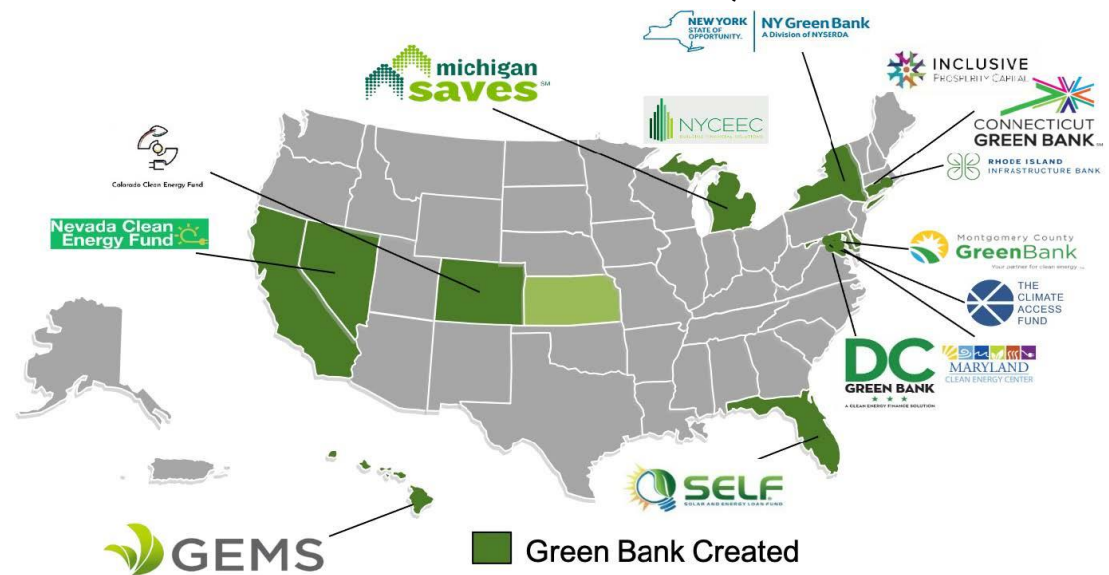 NEW YORK
STATE OF
OPPORTUNITY.
NY Green Bank
A Division of NYSERDA
michigan
saves℠
INCLUSIVE
PROSPERITY CAPITAL
NYCEEC
CONNECTICUT
GREEN BANK℠
RHODE ISLAND
INFRASTRUCTURE BANK
Colorado Clean Energy Fund
Nevada Clean
Energy Fund
Montgomery County
GreenBank
Your partner for clean energy
THE
CLIMATE
ACCESS
FUND
DC
GREEN BANK
A CLEAN ENERGY FINANCE SOLUTION
MARYLAND
CLEAN ENERGY CENTER
SELF
SOLAR AND ENERGY LOAN FUND
GEMS
Green Bank Created